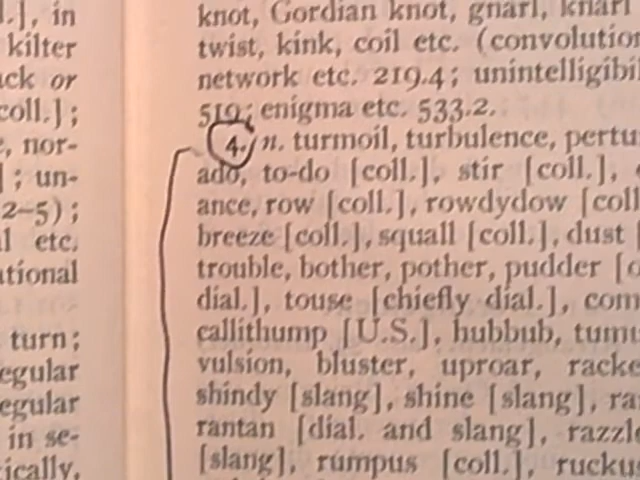 .], in
kilter
ack or
coll.];
e, nor-
]; un-
2–5);
l etc.
ational
turn;
egular
egular
in se-
ically,
knot, Gordian knot, gnarl, knarl
twist, kink, coil etc. (convolution
network etc. 219.4; unintelligibil
519; enigma etc. 533.2.
4. n. turmoil, turbulence, pertu
ado, to-do [coll.], stir [coll.],
ance, row [coll.], rowdydow [coll
breeze [coll.], squall [coll.], dust [
trouble, bother, pother, pudder [
dial.], touse [chiefly dial.], com
callithump [U.S.], hubbub, tumu
vulsion, bluster, uproar, racke
shindy [slang], shine [slang], ra
rantan [dial. and slang], razzle
[slang], rumpus [coll.], ruckus